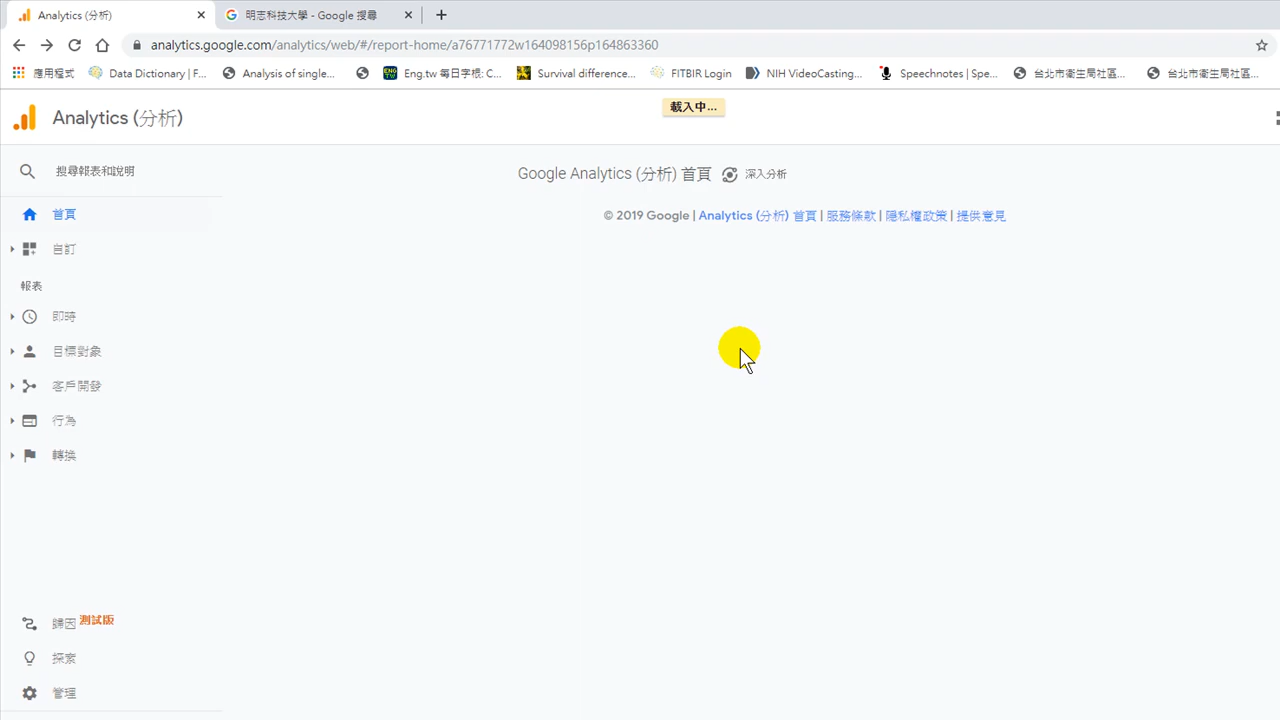 Analytics (分析)
明志科技大學 - Google 搜尋
analytics.google.com/analytics/web/#/report-home/a76771772w164098156p164863360
應用程式
Data Dictionary | F...
Analysis of single...
Eng.tw 每日字根: C...
Survival difference...
FITBIR Login
NIH VideoCasting...
Speechnotes | Spe...
台北市衛生局社區...
台北市衛生局社區...
Analytics (分析)
載入中...
搜尋報表和說明
Google Analytics (分析) 首頁
深入分析
© 2019 Google | Analytics (分析) 首頁 | 服務條款 | 隱私權政策 | 提供意見
首頁
自訂
報表
即時
目標對象
客戶開發
行為
轉換
歸因 測試版
探索
管理